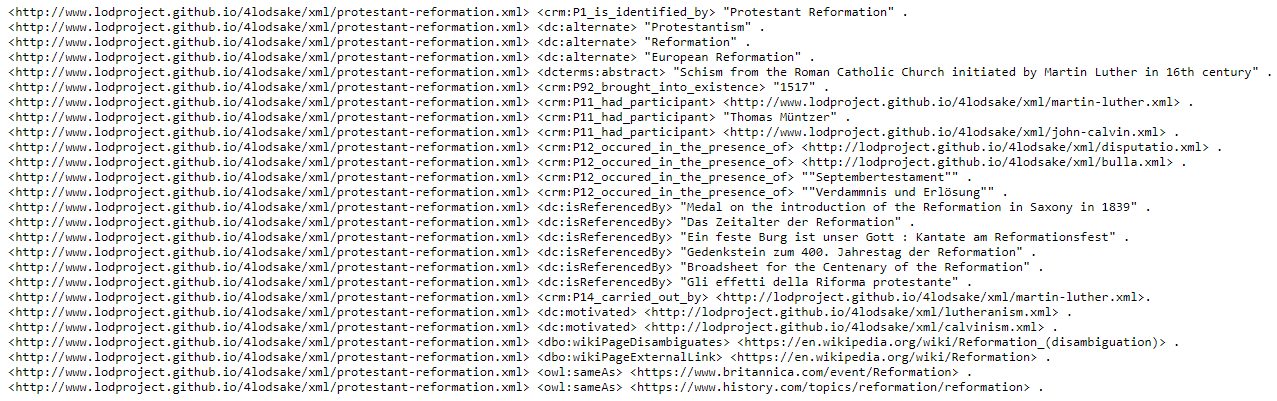 <http://www.lodproject.github.io/4lodsake/xml/protestant-reformation.xml> <crm:P1_is_identified_by> "Protestant Reformation" .
<http://www.lodproject.github.io/4lodsake/xml/protestant-reformation.xml> <dc:alternate> "Protestantism" .
<http://www.lodproject.github.io/4lodsake/xml/protestant-reformation.xml> <dc:alternate> "Reformation" .
<http://www.lodproject.github.io/4lodsake/xml/protestant-reformation.xml> <dc:alternate> "European Reformation" .
<http://www.lodproject.github.io/4lodsake/xml/protestant-reformation.xml> <dcterms:abstract> "Schism from the Roman Catholic Church initiated by Martin Luther in 16th century" .
<http://www.lodproject.github.io/4lodsake/xml/protestant-reformation.xml> <crm:P92_brought_into_existence> "1517" .
<http://www.lodproject.github.io/4lodsake/xml/protestant-reformation.xml> <crm:P11_had_participant> <http://www.lodproject.github.io/4lodsake/xml/martin-luther.xml> .
<http://www.lodproject.github.io/4lodsake/xml/protestant-reformation.xml> <crm:P11_had_participant> "Thomas Müntzer" .
<http://www.lodproject.github.io/4lodsake/xml/protestant-reformation.xml> <crm:P11_had_participant> <http://www.lodproject.github.io/4lodsake/xml/john-calvin.xml> .
<http://www.lodproject.github.io/4lodsake/xml/protestant-reformation.xml> <crm:P12_occured_in_the_presence_of> <http://lodproject.github.io/4lodsake/xml/disputatio.xml> .
<http://www.lodproject.github.io/4lodsake/xml/protestant-reformation.xml> <crm:P12_occured_in_the_presence_of> <http://lodproject.github.io/4lodsake/xml/bulla.xml> .
<http://www.lodproject.github.io/4lodsake/xml/protestant-reformation.xml> <crm:P12_occured_in_the_presence_of> ""Septembertestament"" .
<http://www.lodproject.github.io/4lodsake/xml/protestant-reformation.xml> <crm:P12_occured_in_the_presence_of> ""Verdammnis und Erlösung"" .
<http://www.lodproject.github.io/4lodsake/xml/protestant-reformation.xml> <dc:isReferencedBy> "Medal on the introduction of the Reformation in Saxony in 1839" .
<http://www.lodproject.github.io/4lodsake/xml/protestant-reformation.xml> <dc:isReferencedBy> "Das Zeitalter der Reformation" .
<http://www.lodproject.github.io/4lodsake/xml/protestant-reformation.xml> <dc:isReferencedBy> "Ein feste Burg ist unser Gott : Kantate am Reformationsfest" .
<http://www.lodproject.github.io/4lodsake/xml/protestant-reformation.xml> <dc:isReferencedBy> "Gedenkstein zum 400. Jahrestag der Reformation" .
<http://www.lodproject.github.io/4lodsake/xml/protestant-reformation.xml> <dc:isReferencedBy> "Broadsheet for the Centenary of the Reformation" .
<http://www.lodproject.github.io/4lodsake/xml/protestant-reformation.xml> <dc:isReferencedBy> "Gli effetti della Riforma protestante" .
<http://www.lodproject.github.io/4lodsake/xml/protestant-reformation.xml> <crm:P14_carried_out_by> <http://lodproject.github.io/4lodsake/xml/martin-luther.xml>.
<http://www.lodproject.github.io/4lodsake/xml/protestant-reformation.xml> <dc:motivated> <http://lodproject.github.io/4lodsake/xml/lutheranism.xml> .
<http://www.lodproject.github.io/4lodsake/xml/protestant-reformation.xml> <dc:motivated> <http://lodproject.github.io/4lodsake/xml/calvinism.xml> .
<http://www.lodproject.github.io/4lodsake/xml/protestant-reformation.xml> <dbo:wikiPageDisambiguates> <https://en.wikipedia.org/wiki/Reformation_(disambiguation)> .
<http://www.lodproject.github.io/4lodsake/xml/protestant-reformation.xml> <dbo:wikiPageExternalLink> <https://en.wikipedia.org/wiki/Reformation> .
<http://www.lodproject.github.io/4lodsake/xml/protestant-reformation.xml> <owl:sameAs> <https://www.britannica.com/event/Reformation> .
<http://www.lodproject.github.io/4lodsake/xml/protestant-reformation.xml> <owl:sameAs> <https://www.history.com/topics/reformation/reformation> .